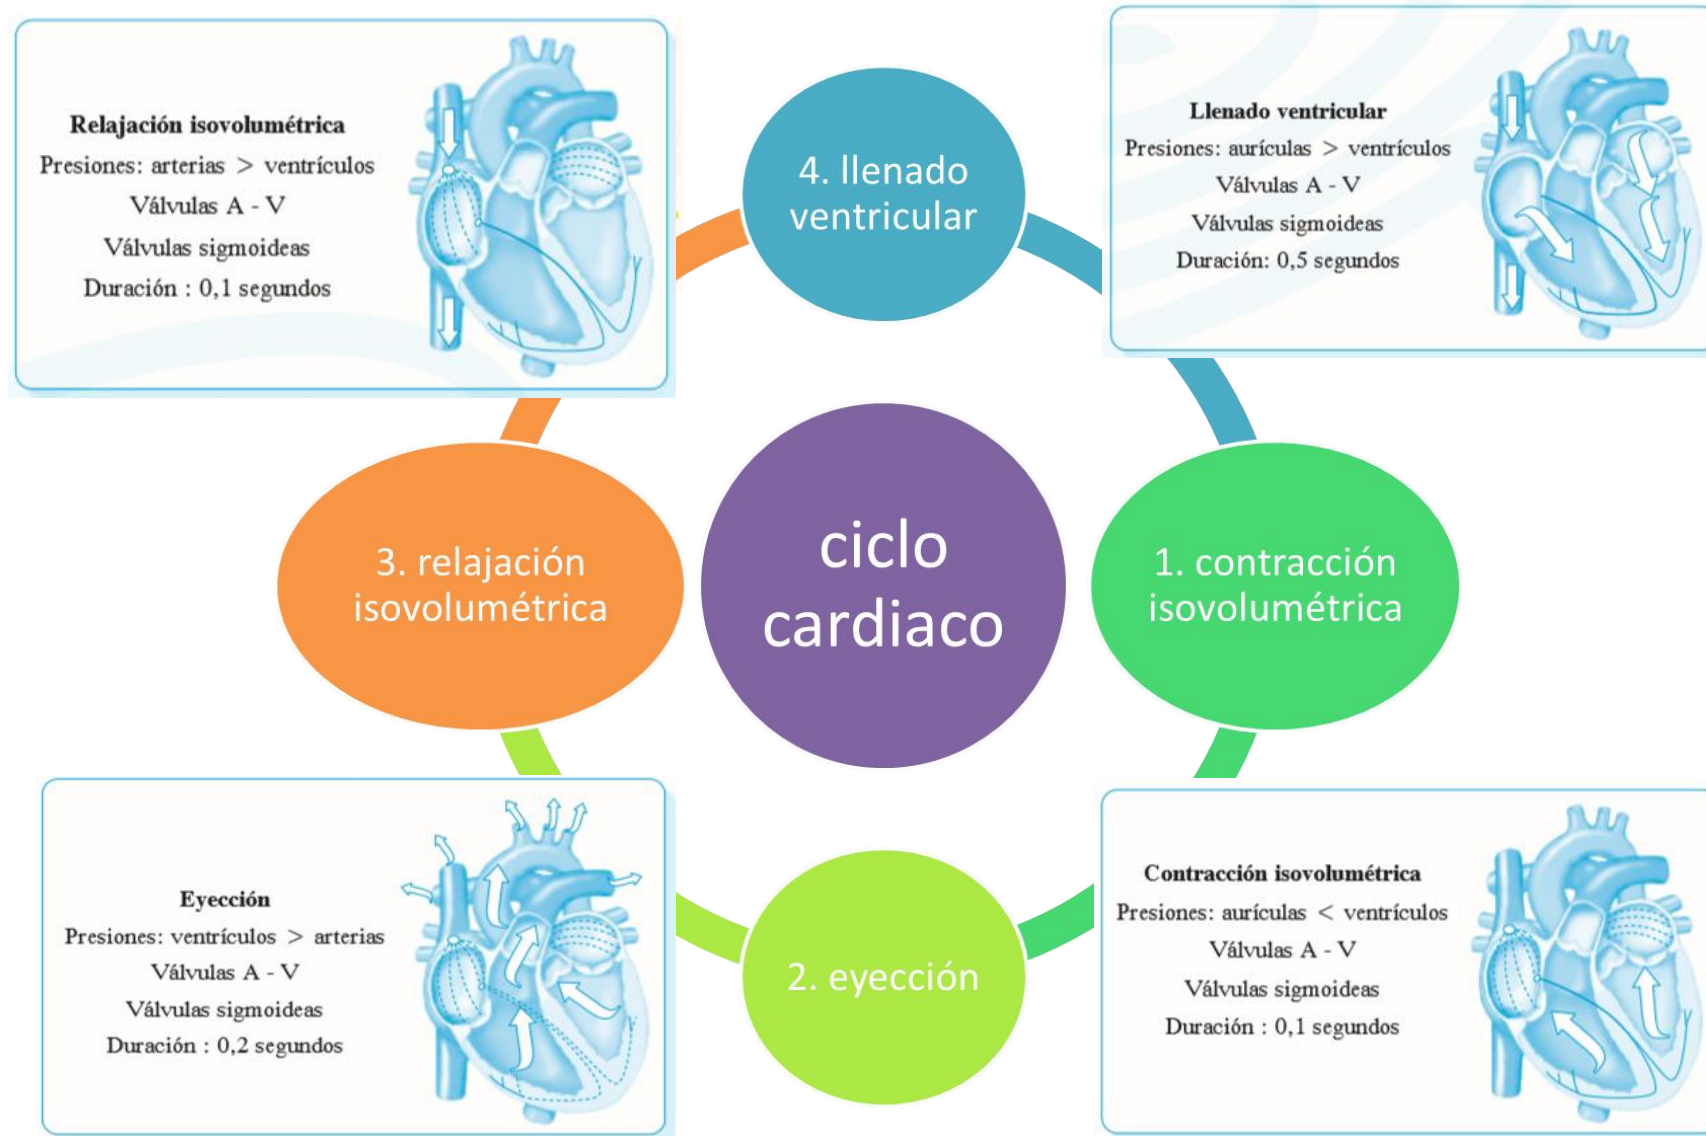 Relajación isovolumétrica
Presiones: arterias > ventrículos
Válvulas A - V
Válvulas sigmoideas
Duración : 0,1 segundos
4. llenado
ventricular
Llenado ventricular
Presiones: aurículas > ventrículos
Válvulas A - V
Válvulas sigmoideas
Duración: 0,5 segundos
3. relajación
isovolumétrica
ciclo
cardiaco
1. contracción
isovolumétrica
Eyección
Presiones: ventrículos > arterias
Válvulas A - V
Válvulas sigmoideas
Duración : 0,2 segundos
2. eyección
Contracción isovolumétrica
Presiones: aurículas < ventrículos
Válvulas A - V
Válvulas sigmoideas
Duración : 0,1 segundos